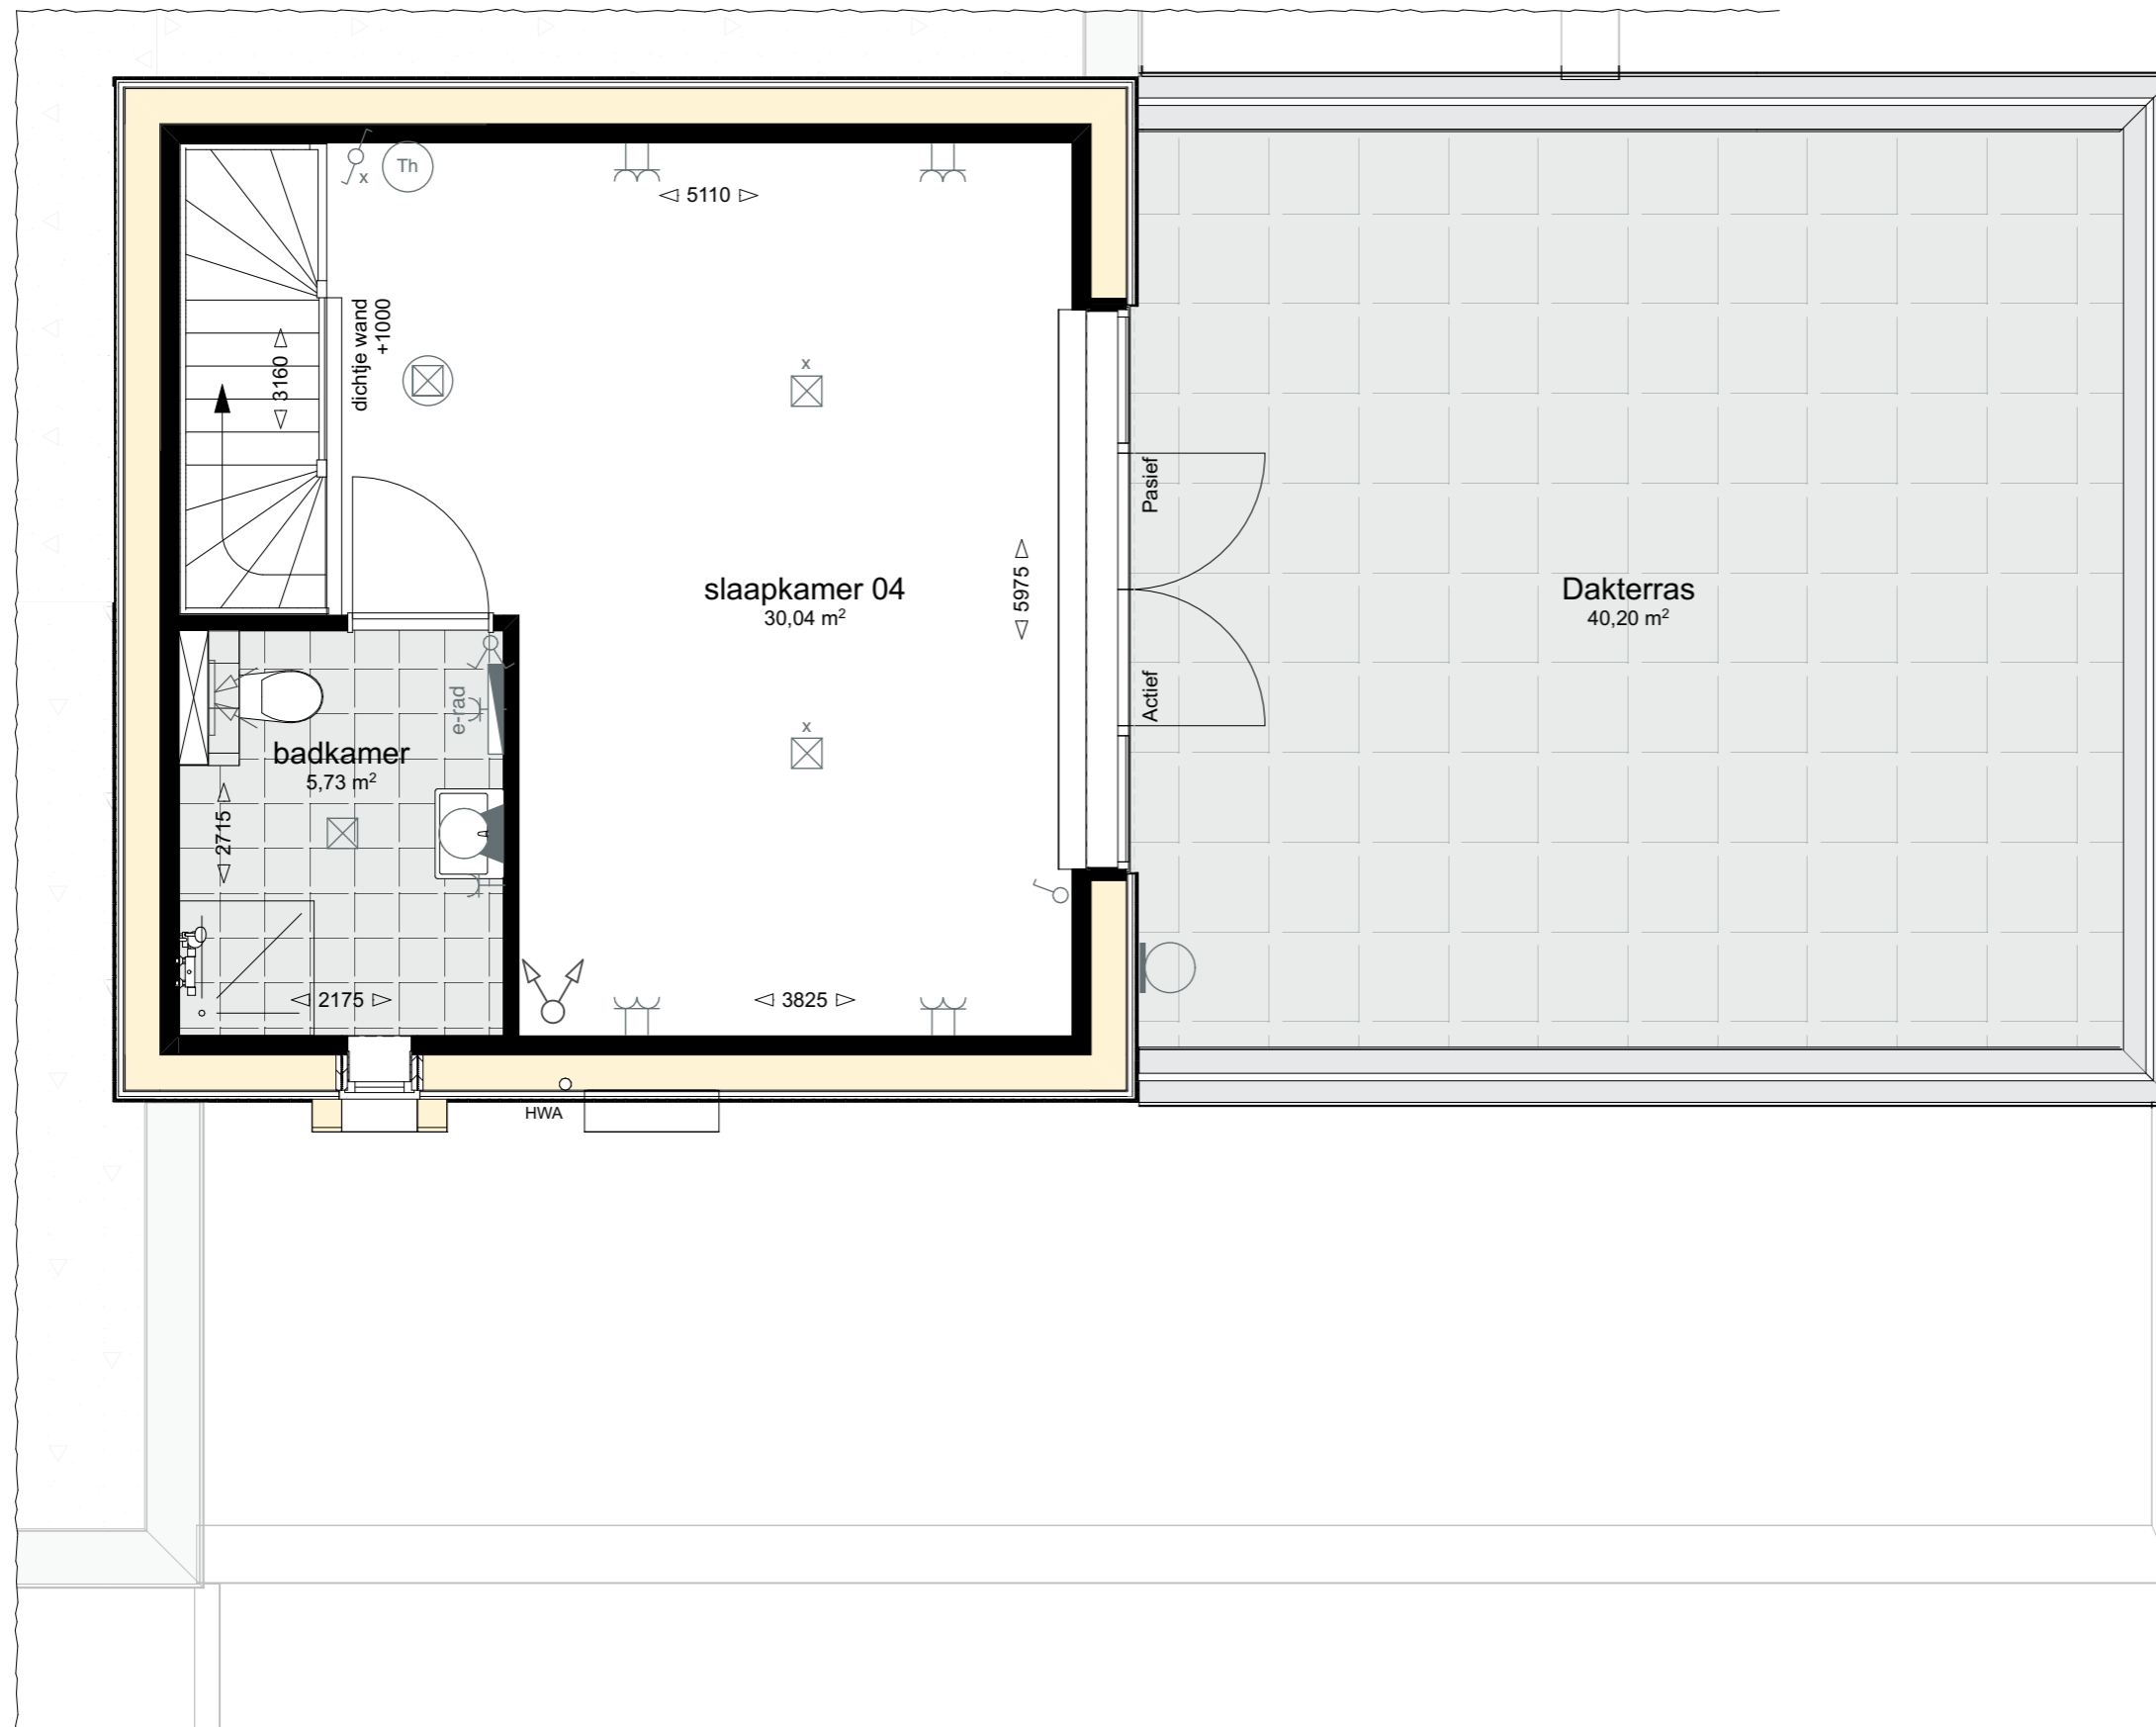 x
Th
5110
dichtje wand
+1000
3160
x
Pasief
slaapkamer 04
30,04 m²
5975
Dakterras
40,20 m²
Actief
e-rad
x
badkamer
5,73 m²
2715
2175
3825
HWA